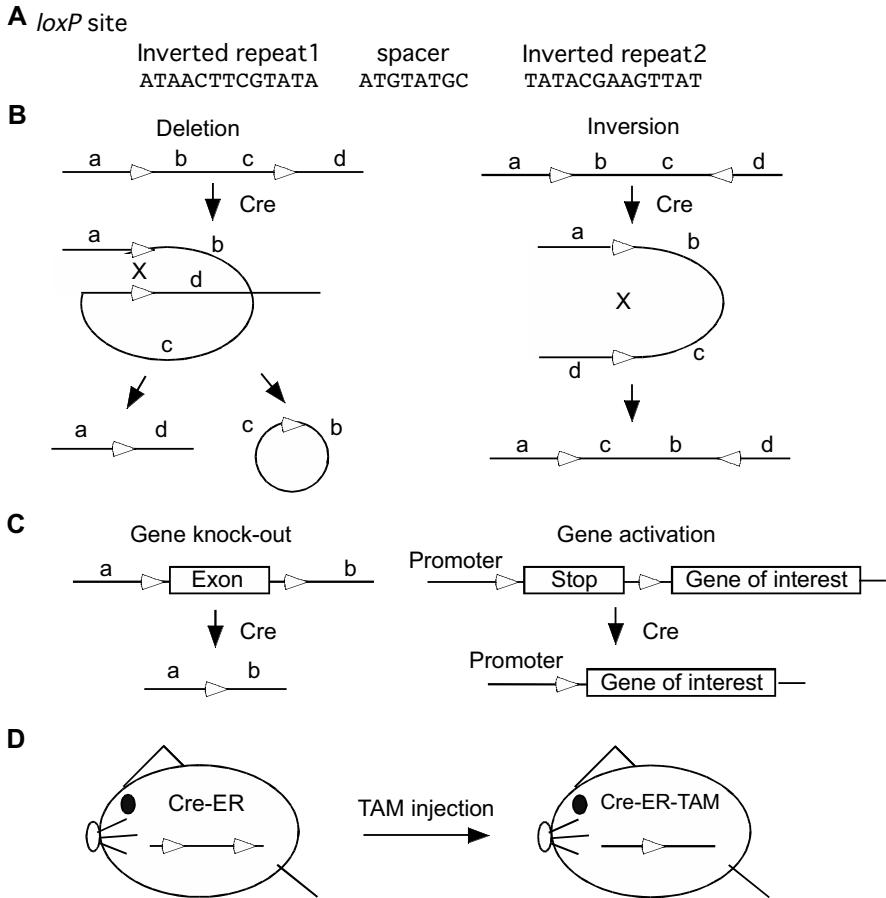 A loxP site
Inverted repeat1 spacer Inverted repeat2
ATAACTTCGTATA ATGTATGC TATACGAAGTTAT
B
Deletion Inversion
a b c d a b c d
Cre Cre
a b a b
X d X
c d c
a d c b a c b d
C
Gene knock-out Gene activation
a Exon b Promoter Stop Gene of interest
Cre Cre
a b Promoter Gene of interest
D
Cre-ER TAM injection Cre-ER-TAM